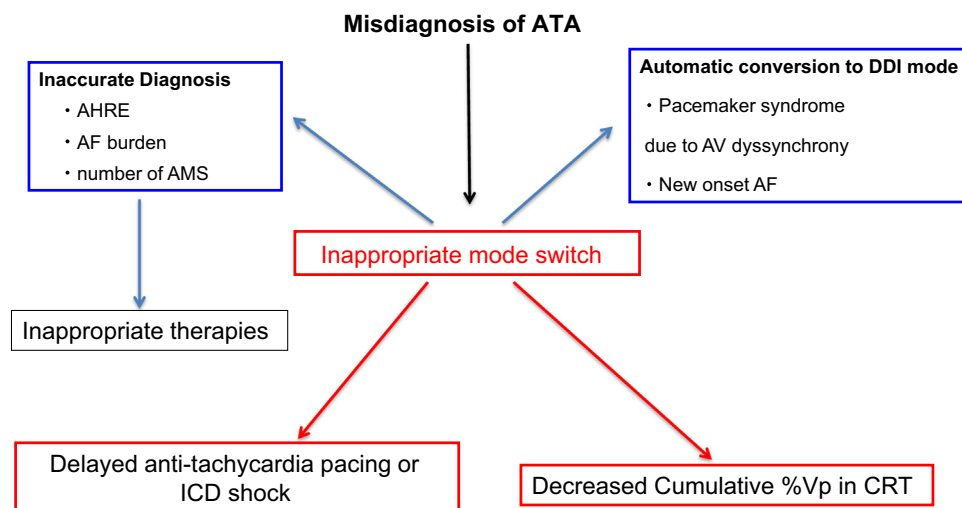 Misdiagnosis of ATA
Inaccurate Diagnosis
・AHRE
・AF burden
・number of AMS
Automatic conversion to DDI mode
・Pacemaker syndrome
due to AV dyssynchrony
・New onset AF
Inappropriate mode switch
Inappropriate therapies
Delayed anti-tachycardia pacing or
ICD shock
Decreased Cumulative %Vp in CRT